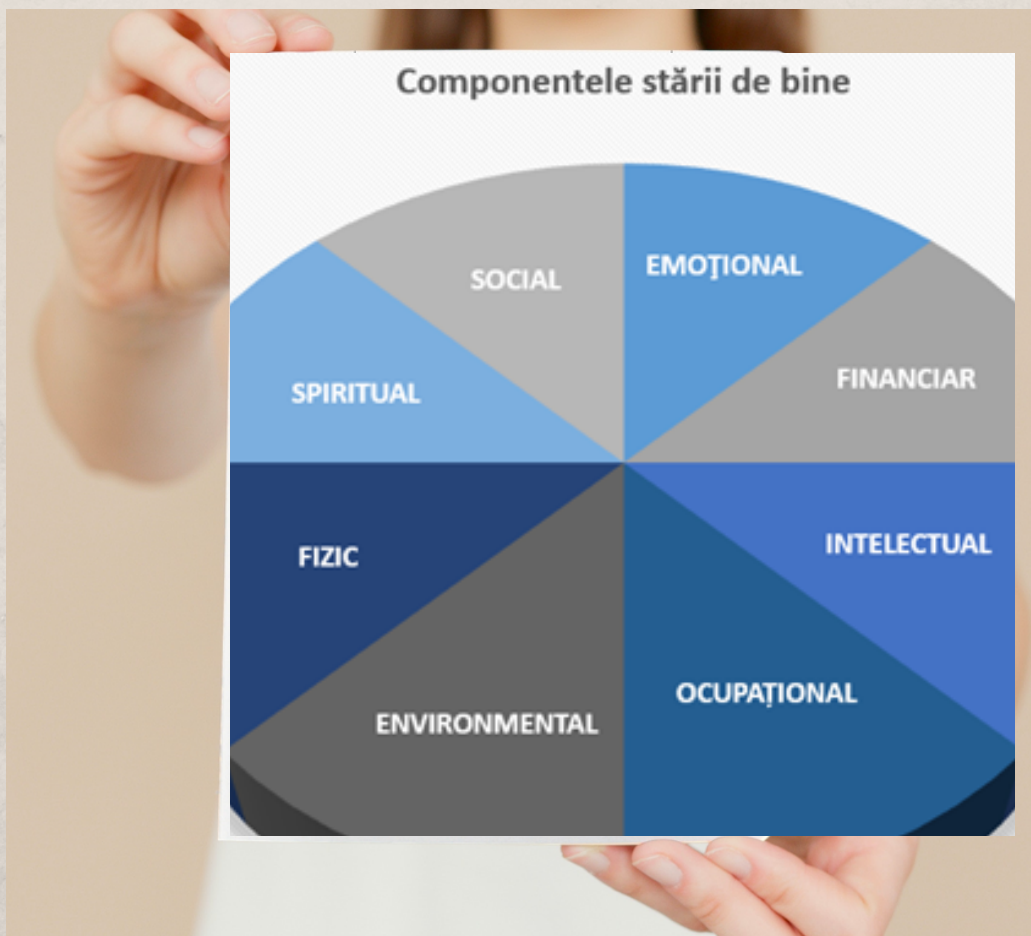 Componentele stării de bine
SOCIAL
EMOŢIONAL
SPIRITUAL
FINANCIAR
FIZIC
INTELECTUAL
ENVIRONMENTAL
OCUPAȚIONAL